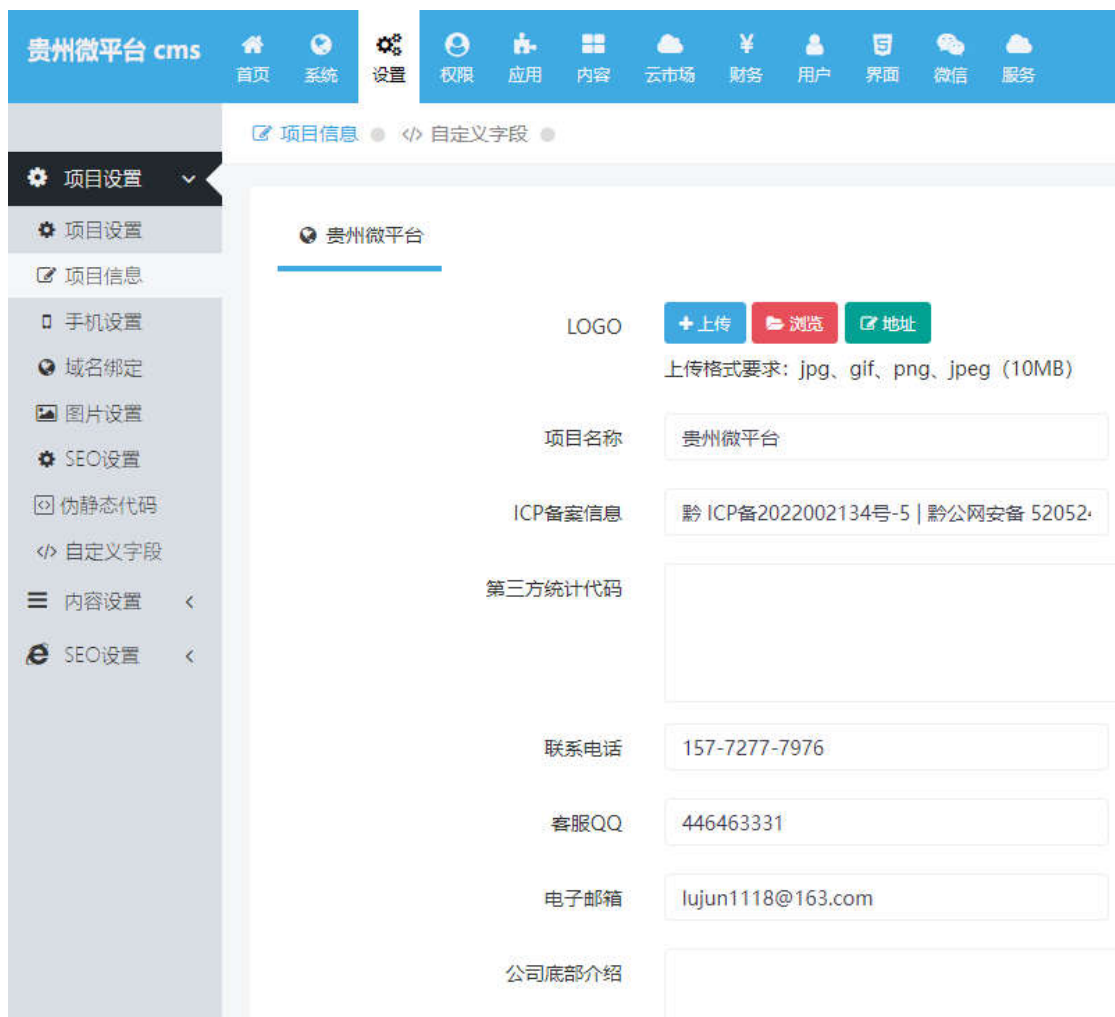 贵州微平台 cms
首页 系统 设置 权限 应用 内容 云市场 财务 用户 界面 微信 服务
项目信息 自定义字段
项目设置
项目设置
项目信息
手机设置
域名绑定
图片设置
SEO设置
伪静态代码
自定义字段
内容设置
SEO设置
贵州微平台
LOGO 上传 浏览 地址
上传格式要求：jpg、gif、png、jpeg（10MB）
项目名称 贵州微平台
ICP备案信息 黔 ICP备2022002134号-5 | 黔公网安备 52052
第三方统计代码
联系电话 157-7277-7976
客服QQ 446463331
电子邮箱 lujun1118@163.com
公司底部介绍